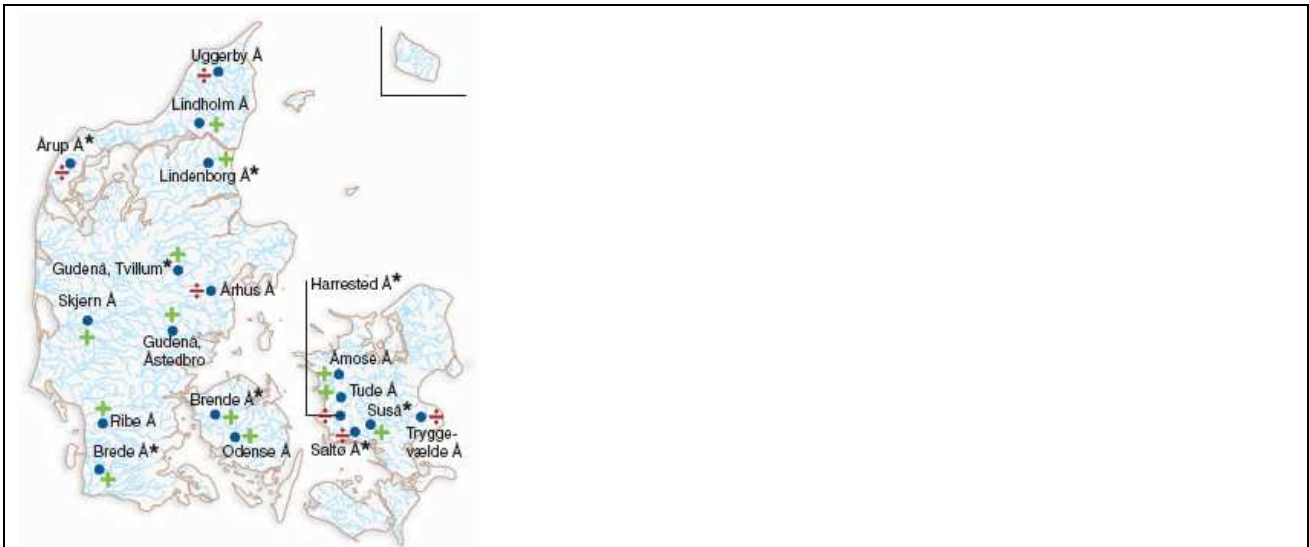 Uggerby Å
Lindholm Å
Årup Å*
Lindenborg Å*
Gudenå, Tvillum*
Århus Å
Harrested Å*
Skjern Å
Gudenå,
Åstedbro
Åmose Å
Tude Å
Brende Å*
Suså*
Ribe Å
Trygge-
vælde Å
Brede Å*
Odense Å
Saltø Å*